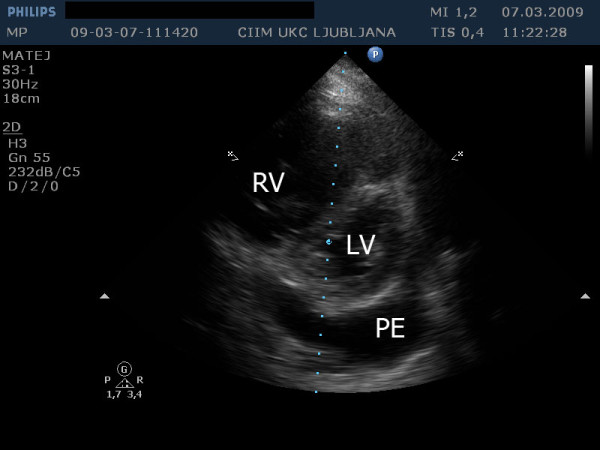 PHILIPS MI 1,2 07.03.2009
MP 09-03-07-111420 CIIM UKC LJUBLJANA TIS 0,4 11:22:28
MATEJ
S3-1
30Hz
18cm
2D
H3
Gn 55
232dB/C5
D/2/0
P
RV
LV
PE
G
P R
1,7 3,4